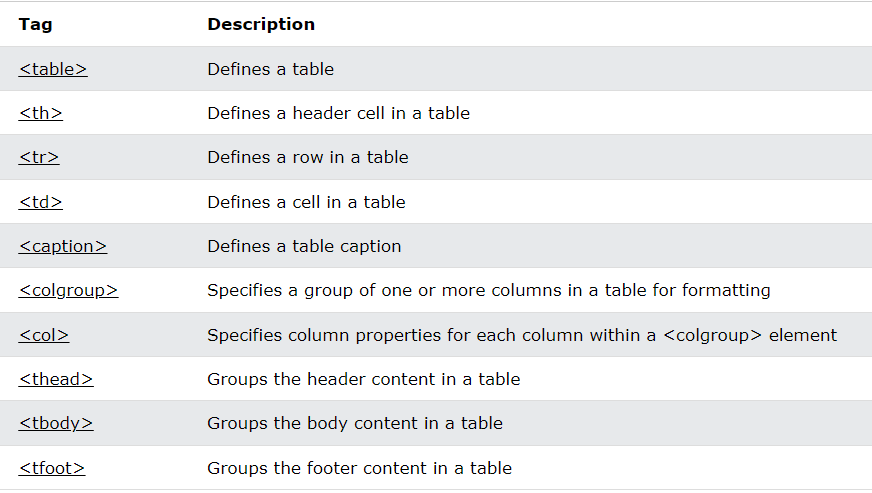 Tag Description
<table> Defines a table
<th> Defines a header cell in a table
<tr> Defines a row in a table
<td> Defines a cell in a table
<caption> Defines a table caption
<colgroup> Specifies a group of one or more columns in a table for formatting
<col> Specifies column properties for each column within a <colgroup> element
<thead> Groups the header content in a table
<tbody> Groups the body content in a table
<tfoot> Groups the footer content in a table